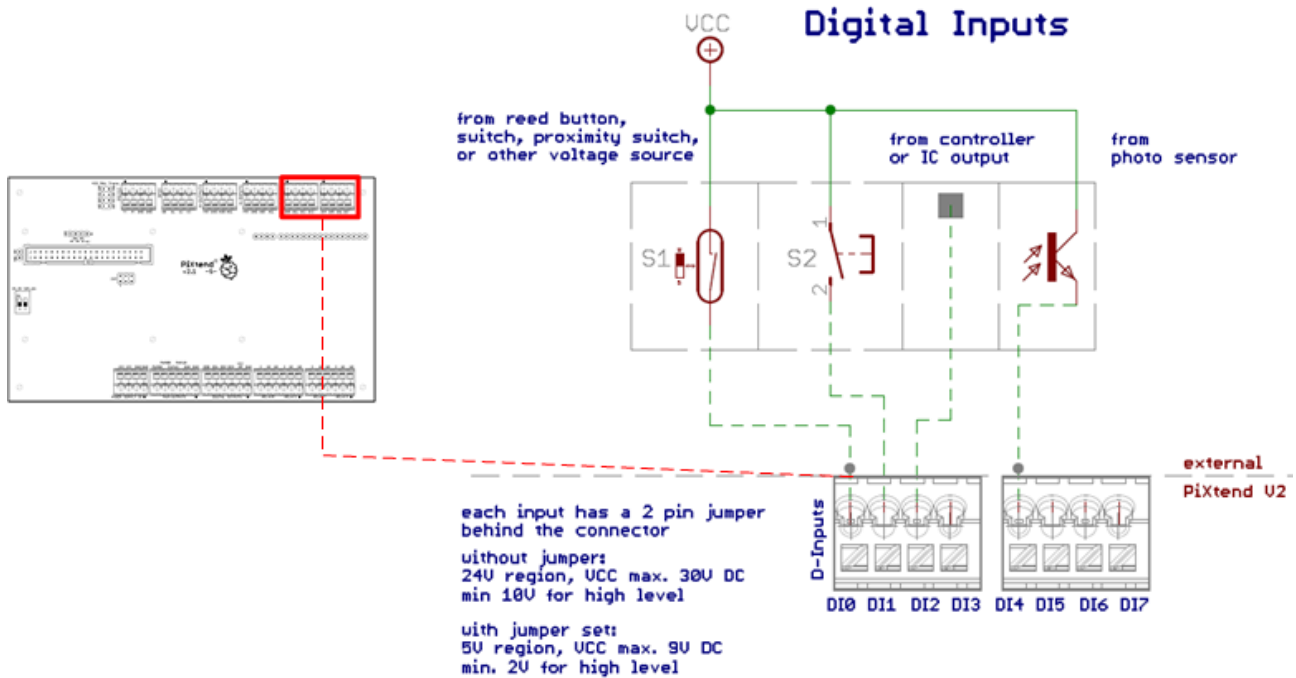 Digital Inputs
VCC
from reed button,
switch, proximity switch,
or other voltage source
from controller
or IC output
from
photo sensor
S1
S2
1
2
PiXtend
external
PiXtend V2
D-Inputs
each input has a 2 pin jumper
behind the connector
without jumper:
24V region, VCC max. 30V DC
min 10V for high level
with jumper set:
5V region, VCC max. 9V DC
min. 2V for high level
DI0 DI1 DI2 DI3
DI4 DI5 DI6 DI7